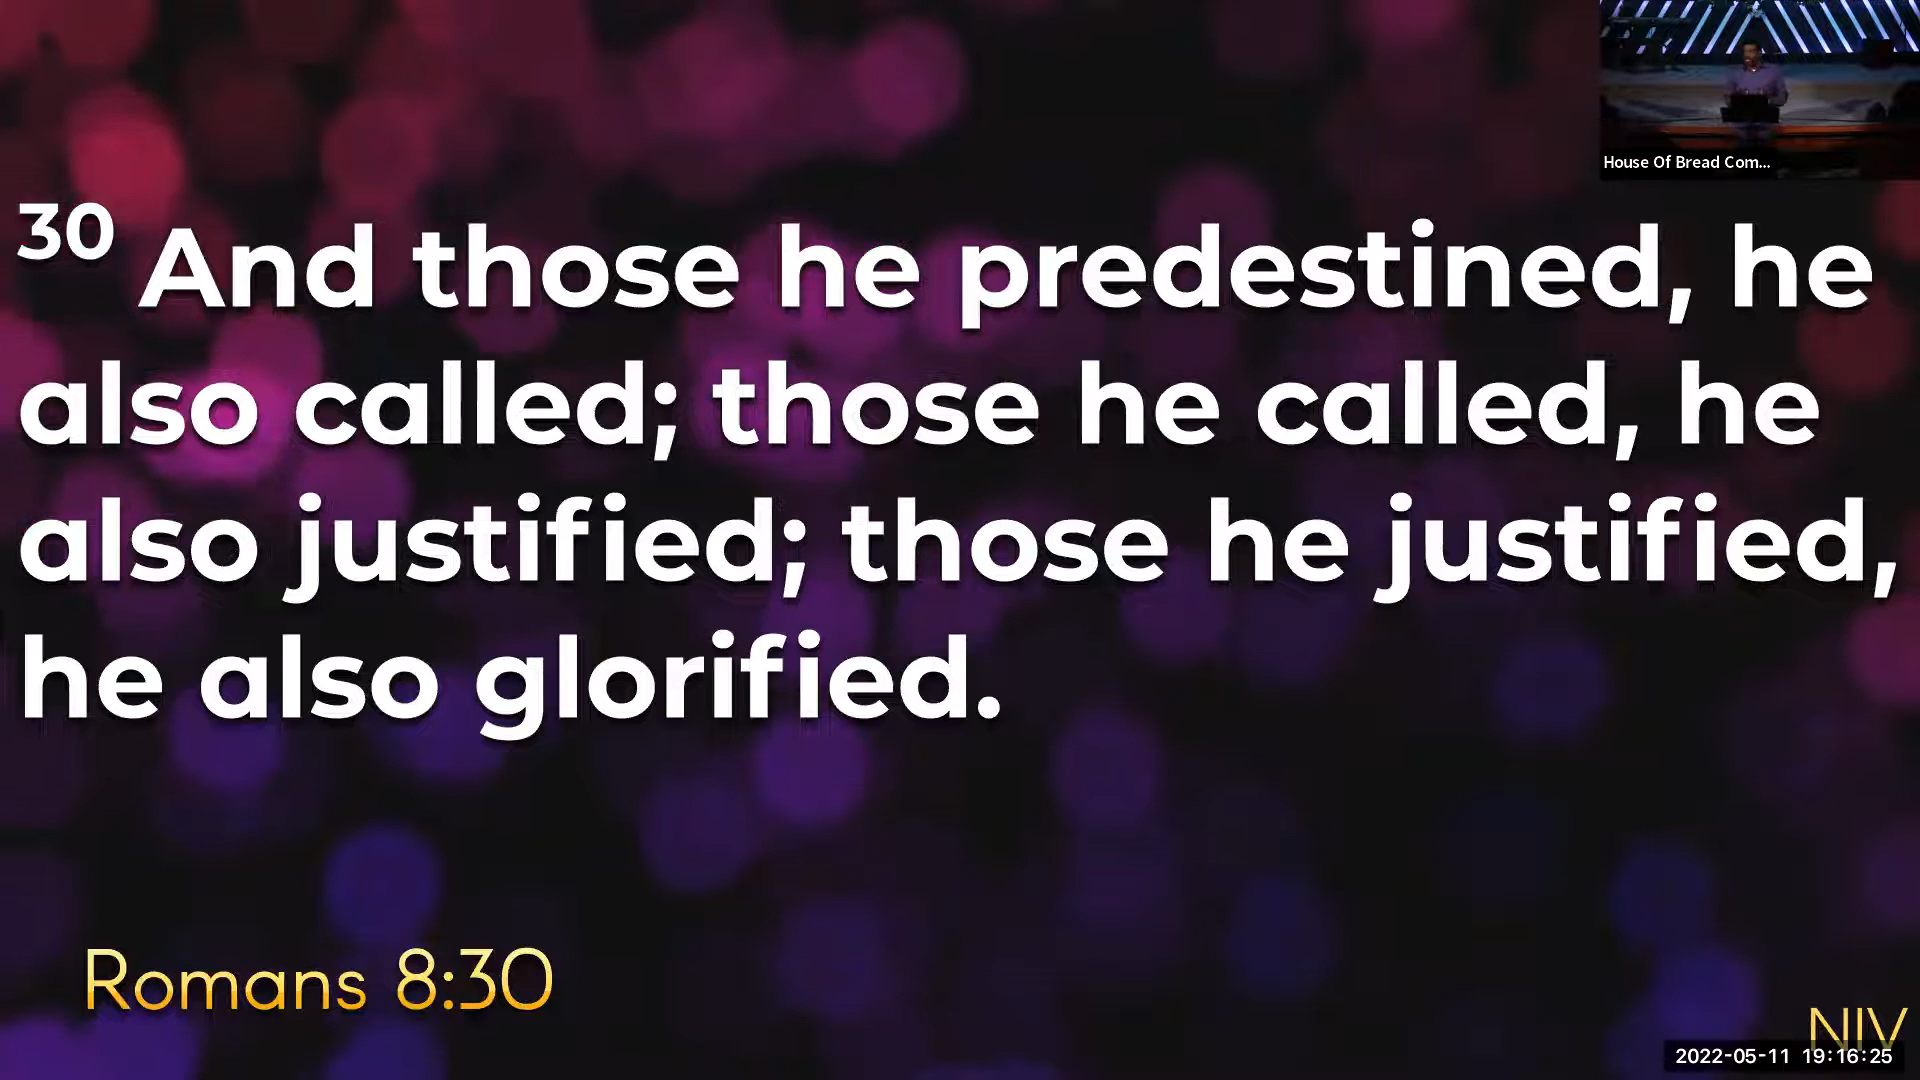 House Of Bread Com...
30 And those he predestined, he
also called; those he called, he
also justified; those he justified,
he also glorified.
Romans 8:30
NIV
2022-05-11 19:16:25